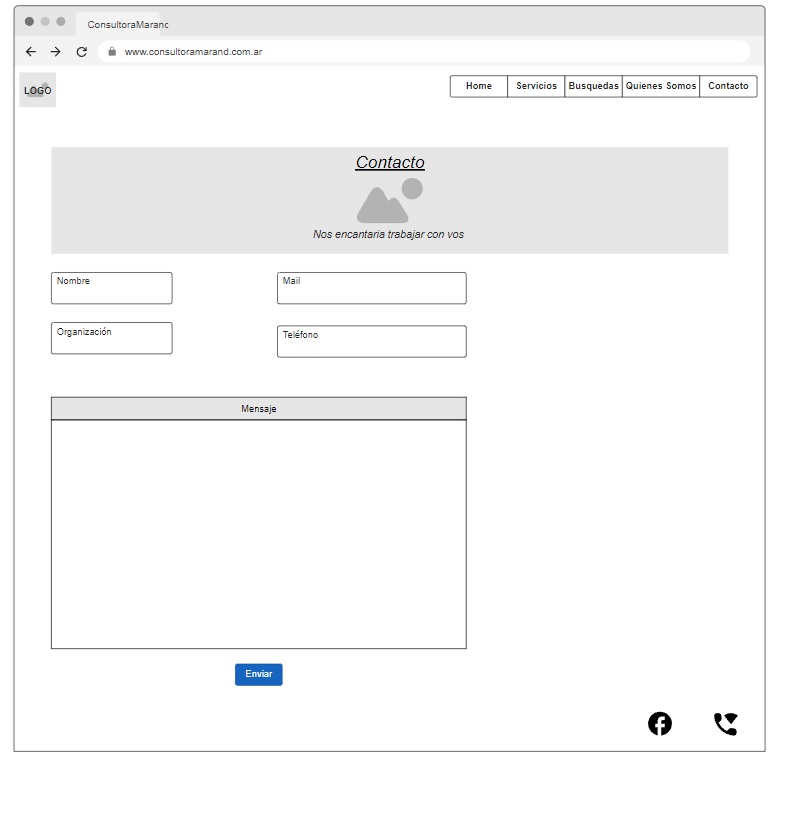 ConsultoraMaranc
www.consultoramarand.com.ar
LOGO
Home Servicios Busquedas Quienes Somos Contacto
Contacto
Nos encantaria trabajar con vos
Nombre Mail
Organización Teléfono
Mensaje
Enviar